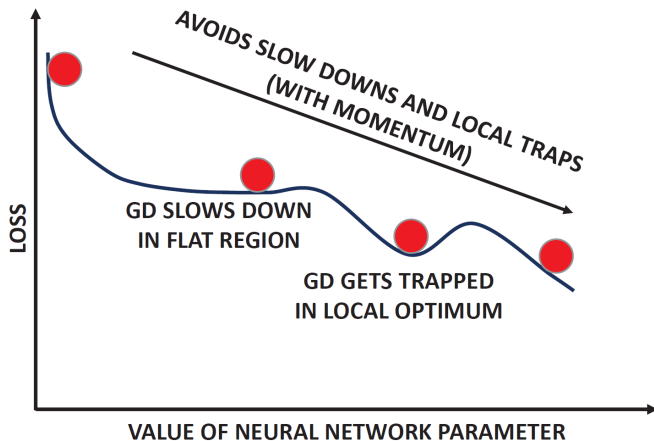 AVOIDS SLOW DOWNS AND LOCAL TRAPS
(WITH MOMENTUM)
GD SLOWS DOWN
IN FLAT REGION
GD GETS TRAPPED
IN LOCAL OPTIMUM
LOSS
VALUE OF NEURAL NETWORK PARAMETER